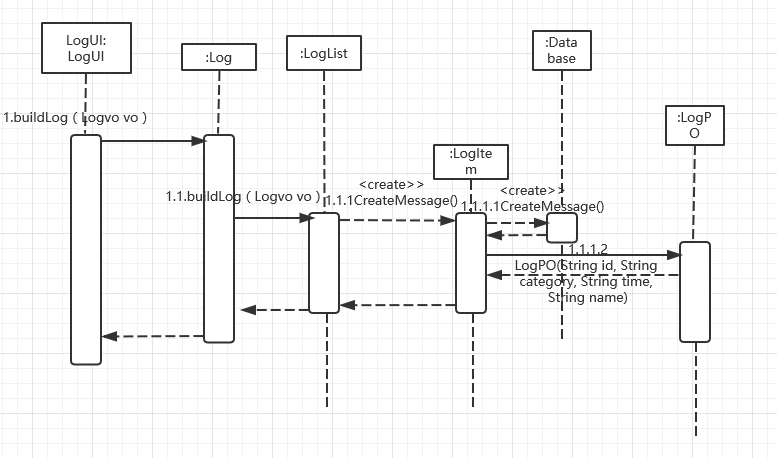 LogUI:
LogUI
:Log
:LogList
:Data
base
:LogP
O
:LogIte
m
1.buildLog ( Logvo vo )
1.1.buildLog ( Logvo vo )
<create>>
1.1.1CreateMessage()
<create>>
1.1.1.1CreateMessage()
1.1.1.2
LogPO(String id, String
category, String time,
String name)